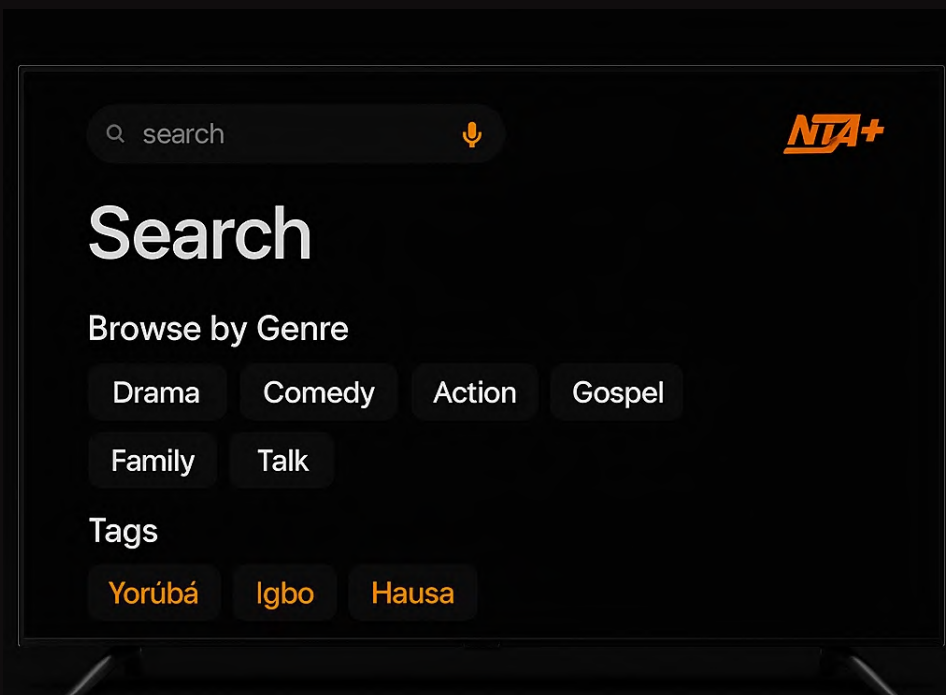 search
NTA+
Search
Browse by Genre
Drama Comedy Action Gospel
Family Talk
Tags
Yorúbá Igbo Hausa